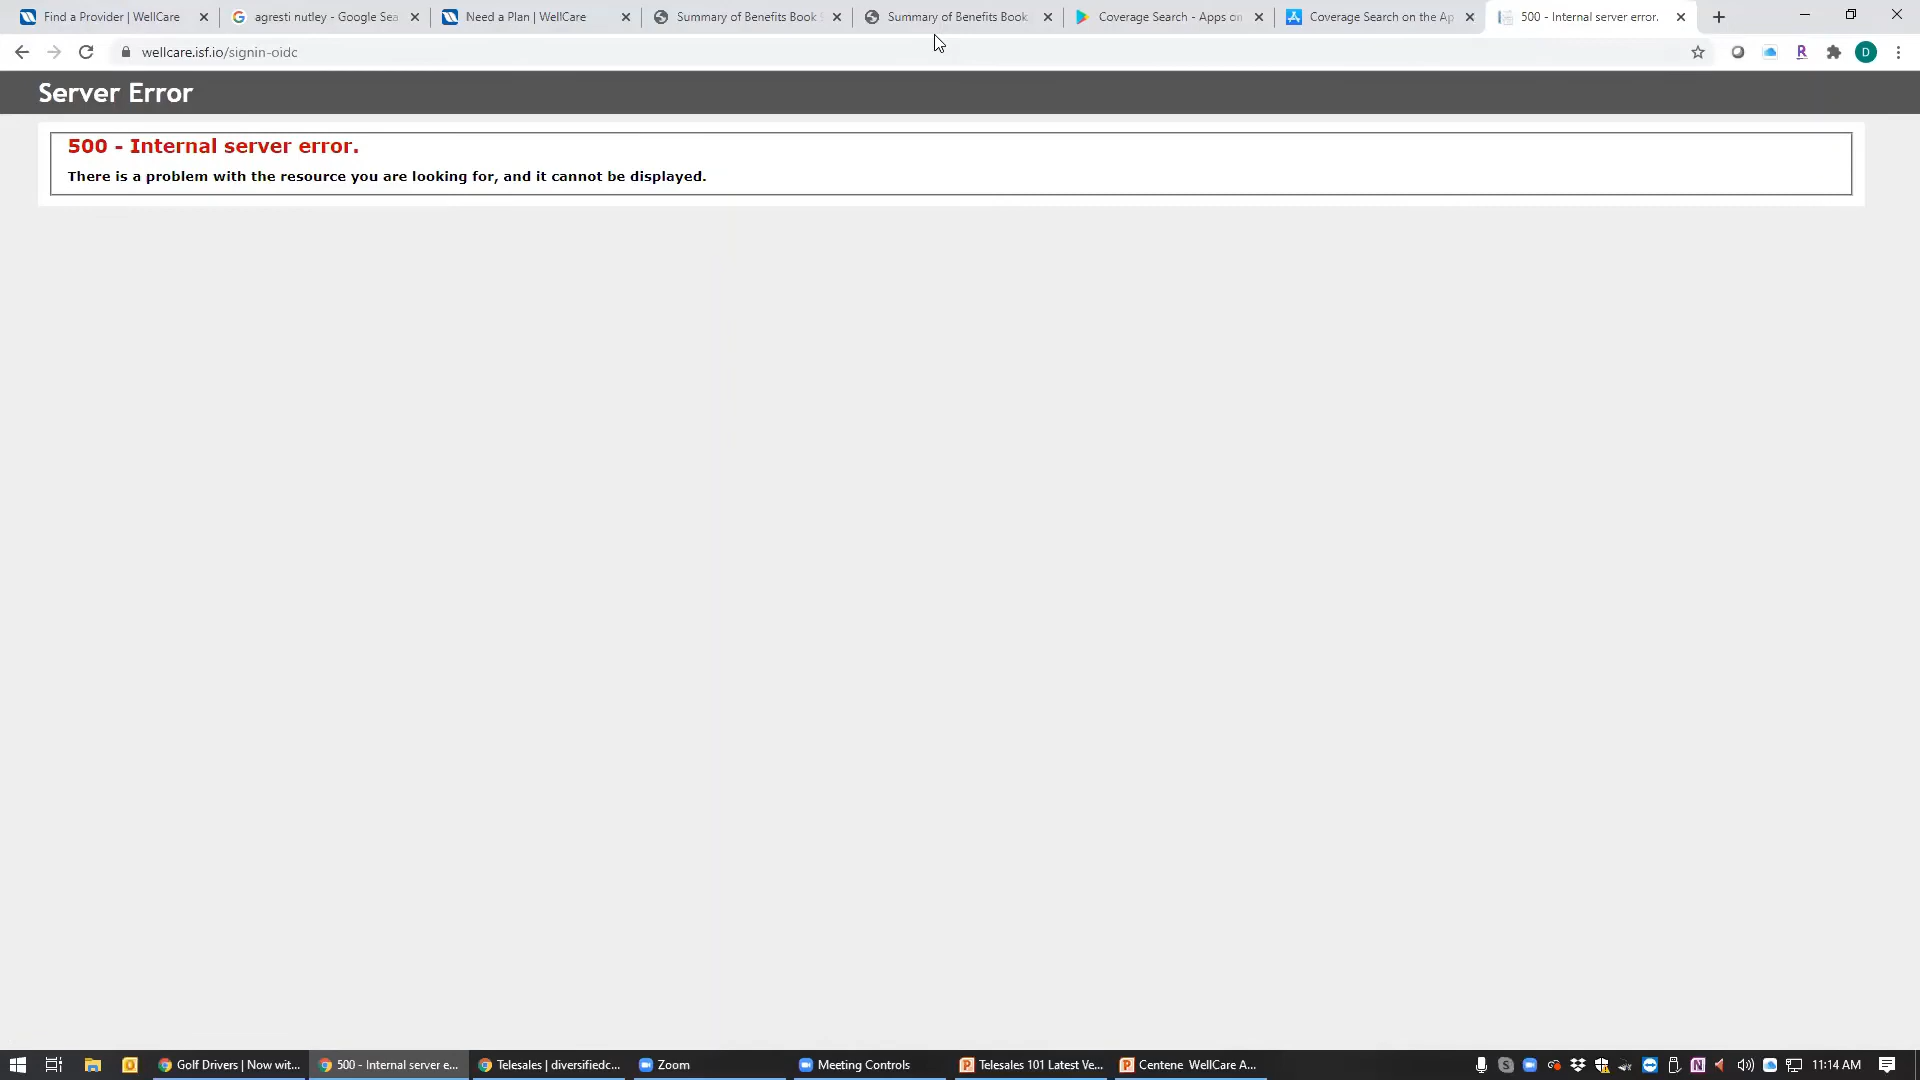 Find a Provider | WellCare
agresti nutley - Google Sea
Need a Plan | WellCare
Summary of Benefits Book
Summary of Benefits Book
Coverage Search - Apps on
Coverage Search on the Ap
500 - Internal server error.
wellcare.isf.io/signin-oidc
R
D
Server Error
500 - Internal server error.
There is a problem with the resource you are looking for, and it cannot be displayed.
Golf Drivers | Now wit...
500 - Internal server e...
Telesales | diversifiedc...
Zoom
Meeting Controls
Telesales 101 Latest Ve...
Centene WellCare A...
11:14 AM